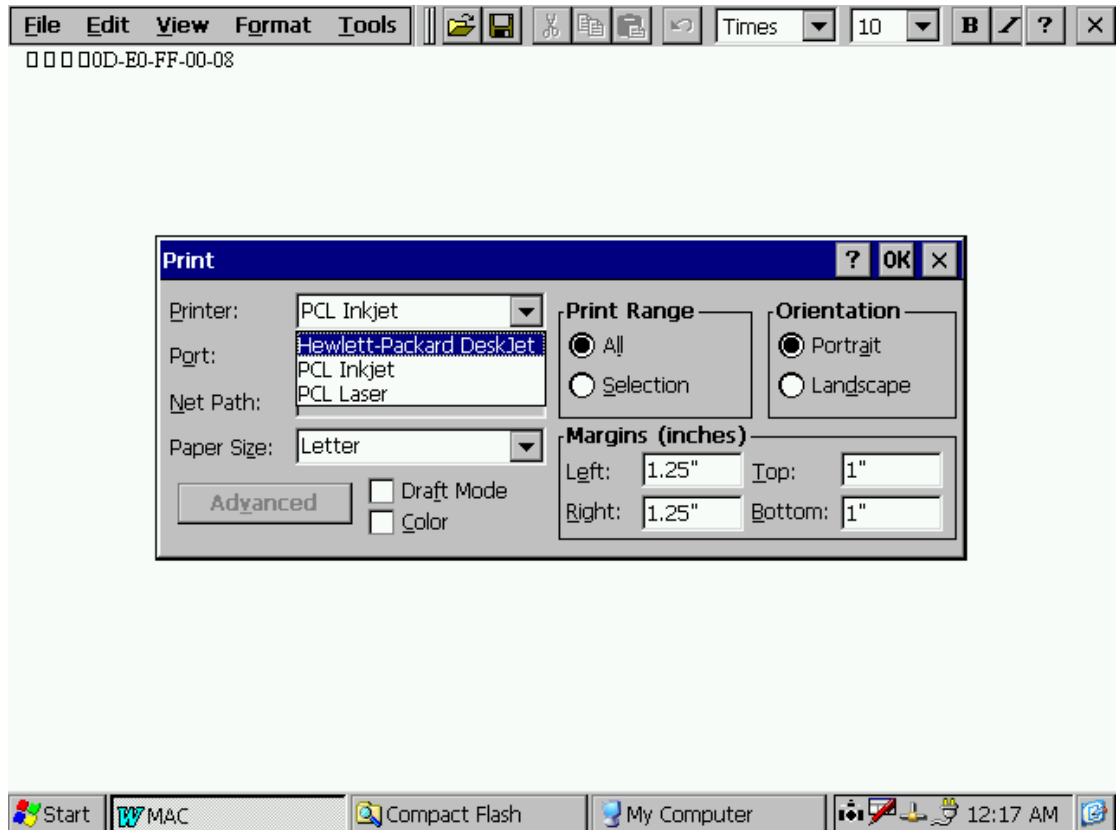 File Edit View Format Tools Times 10 B I ? ×
0D-E0-FF-00-08
Print ? OK ×
Printer: PCL Inkjet
Hewlett-Packard DeskJet
PCL Inkjet
PCL Laser
Port:
Net Path:
Paper Size: Letter
Advanced
Draft Mode
Color
Print Range
All
Selection
Orientation
Portrait
Landscape
Margins (inches)
Left: 1.25" Top: 1"
Right: 1.25" Bottom: 1"
Start MAC Compact Flash My Computer 12:17 AM